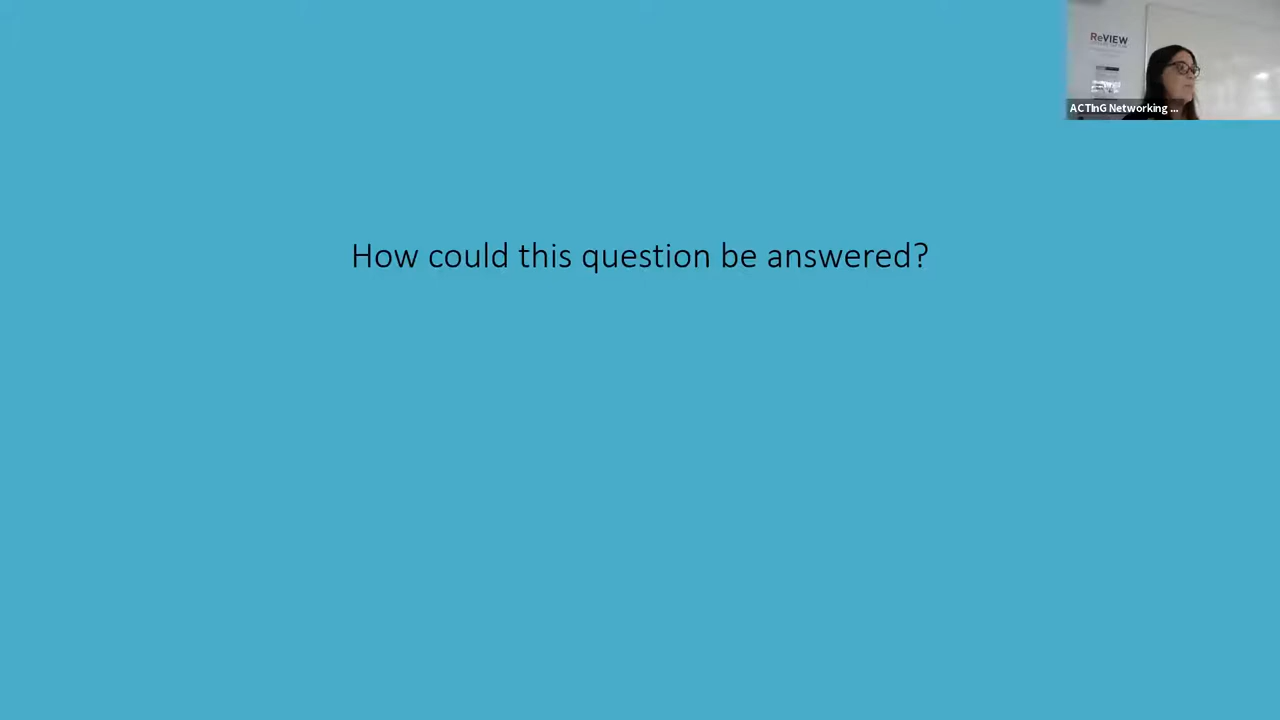 ReVIEW
ACTInG Networking ...
How could this question be answered?